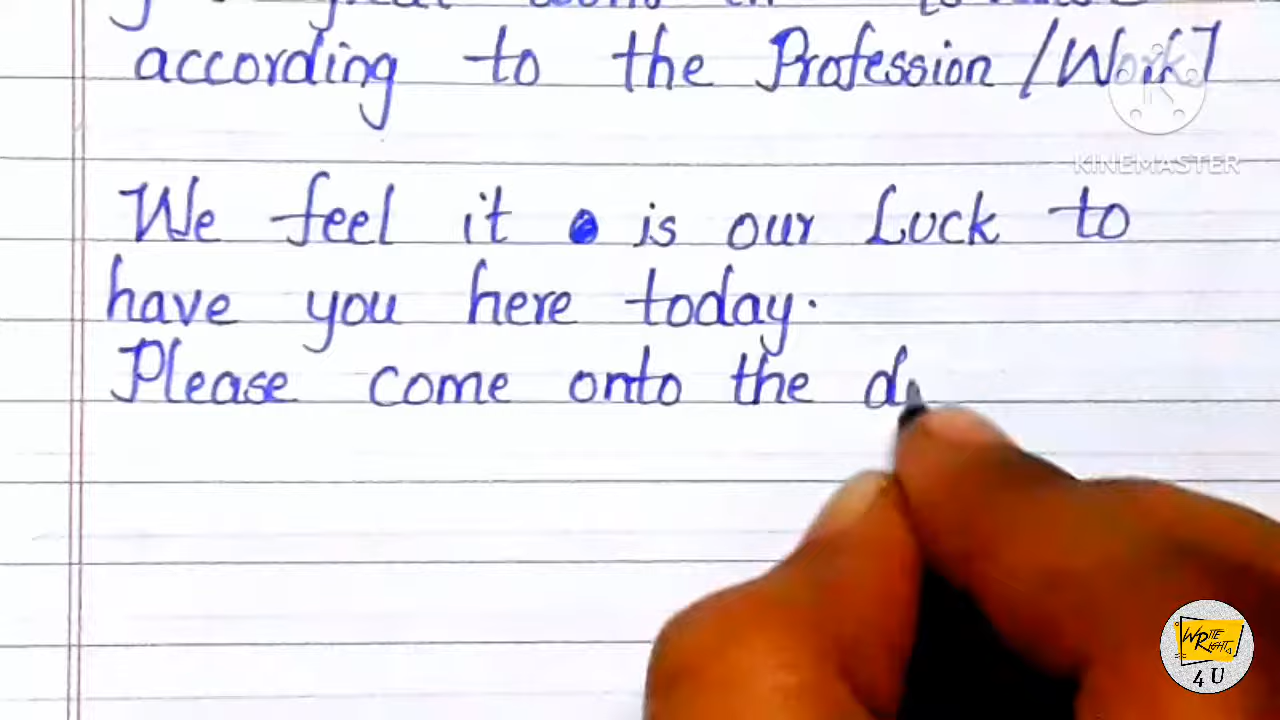 according to the Profession / Work]
We feel it is our Luck to
have you here today.
Please come onto the
KINEMASTER
WRITE
RIGHT
4 U